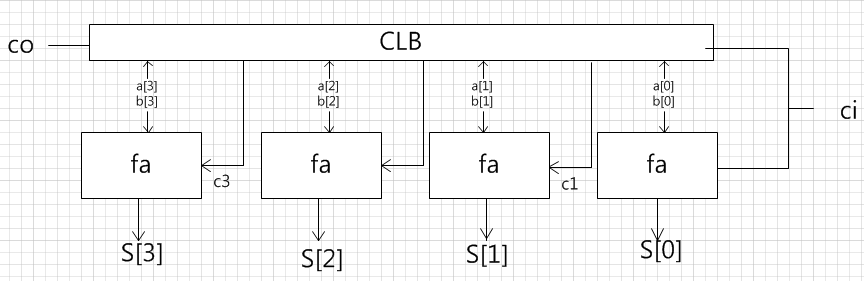 co
CLB
a[3]
b[3]
a[2]
b[2]
a[1]
b[1]
a[0]
b[0]
ci
fa
fa
fa
fa
c3
c1
S[3]
S[2]
S[1]
S[0]